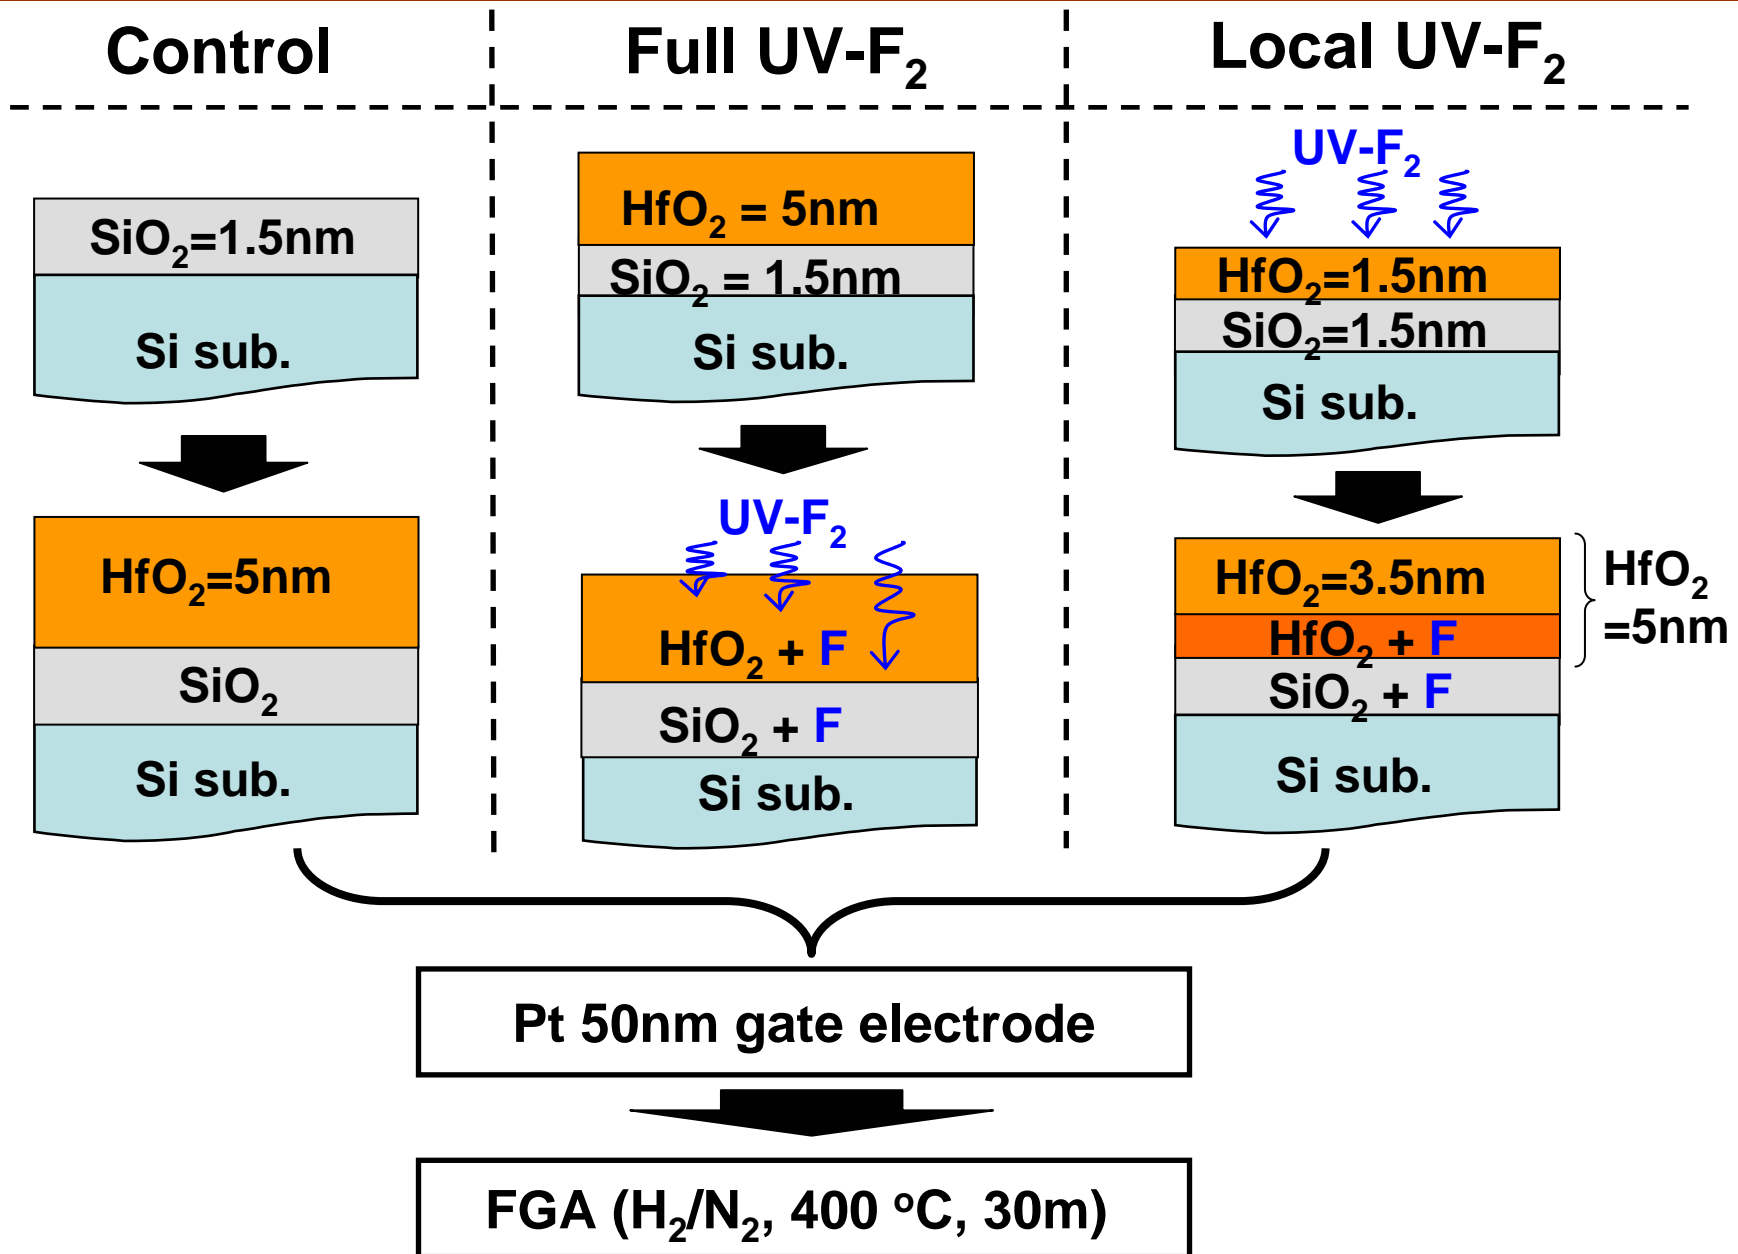 Control
SiO₂=1.5nm
Si sub.
HfO₂=5nm
SiO₂
Si sub.
Full UV-F₂
HfO₂ = 5nm
SiO₂ = 1.5nm
Si sub.
UV-F₂
HfO₂ + F
SiO₂ + F
Si sub.
Local UV-F₂
UV-F₂
HfO₂=1.5nm
SiO₂=1.5nm
Si sub.
HfO₂=3.5nm
HfO₂ + F
SiO₂ + F
Si sub.
HfO₂
=5nm
Pt 50nm gate electrode
FGA (H₂/N₂, 400 ºC, 30m)